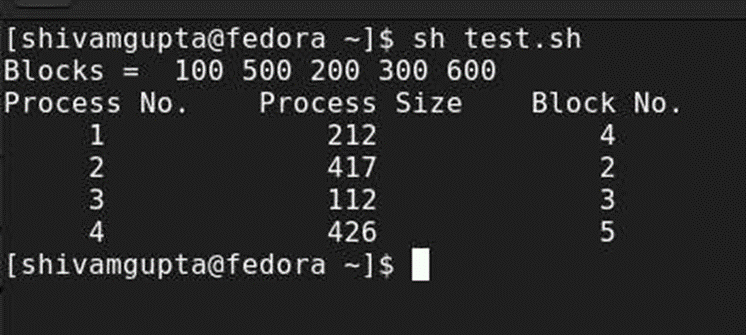 [shivamgupta@fedora ~]$ sh test.sh
Blocks =  100 500 200 300 600
Process No.    Process Size    Block No.
1    212    4
2    417    2
3    112    3
4    426    5
[shivamgupta@fedora ~]$